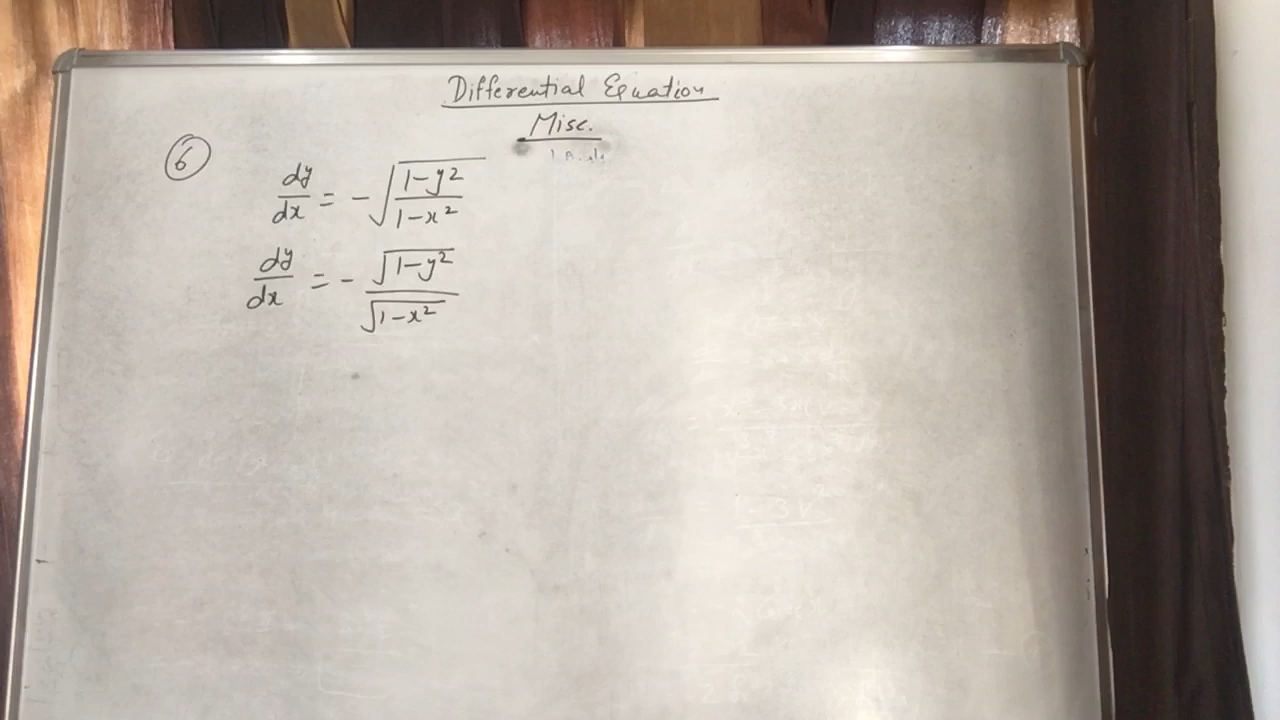 Differential Equation
Misc.
6
dy/dx = -√((1-y²)/(1-x²))
dy/dx = - √(1-y²)/√(1-x²)